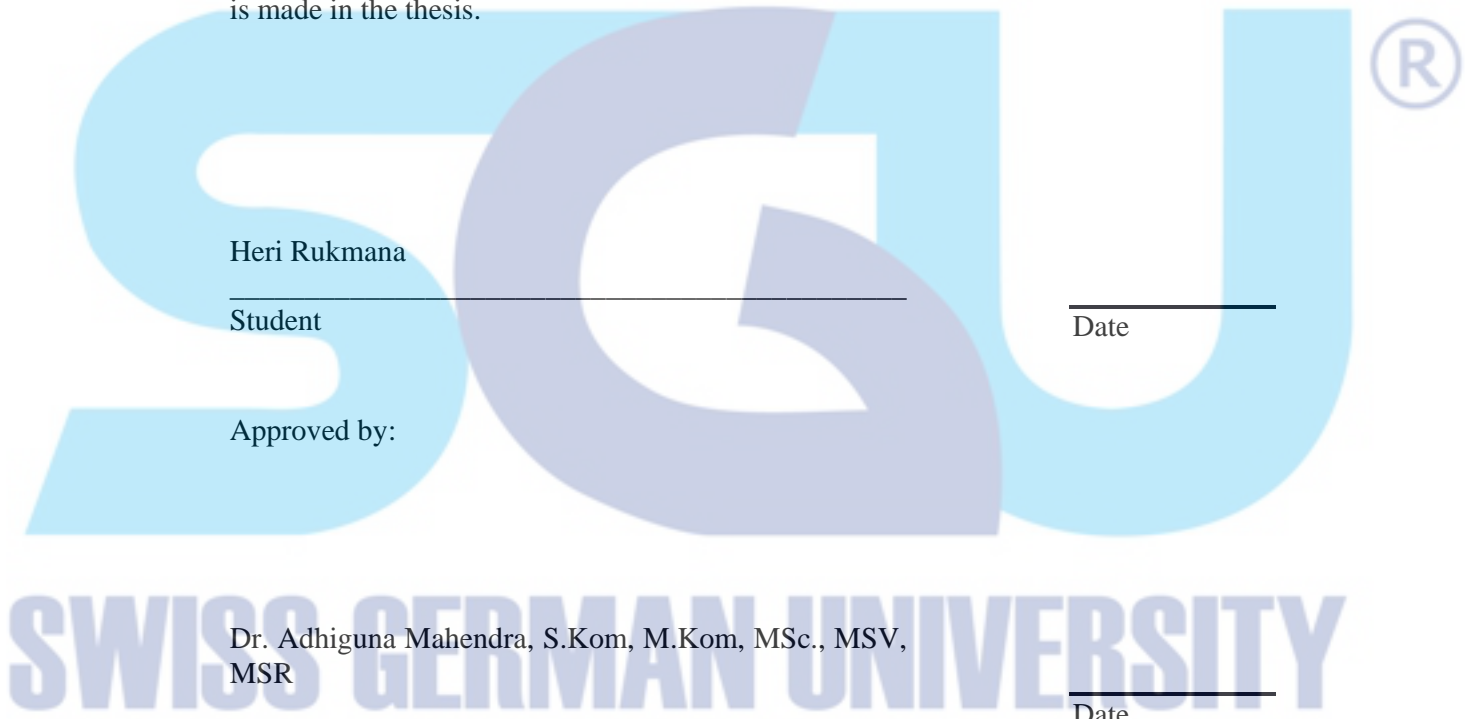 is made in the thesis.
SGU ®
Heri Rukmana
Student
Date
Approved by:
SWISS GERMAN UNIVERSITY
Dr. Adhiguna Mahendra, S.Kom, M.Kom, MSc., MSV,
MSR
Date